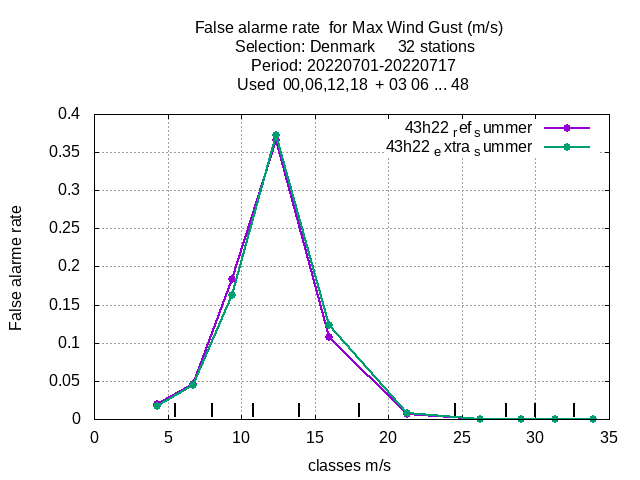 False alarme rate  for Max Wind Gust (m/s)
Selection: Denmark     32 stations
Period: 20220701-20220717
Used  00,06,12,18  + 03 06 ... 48
43h22 ref summer
43h22 extra summer
0.4
0.35
0.3
0.25
0.2
0.15
0.1
0.05
0
False alarme rate
0 5 10 15 20 25 30 35
classes m/s